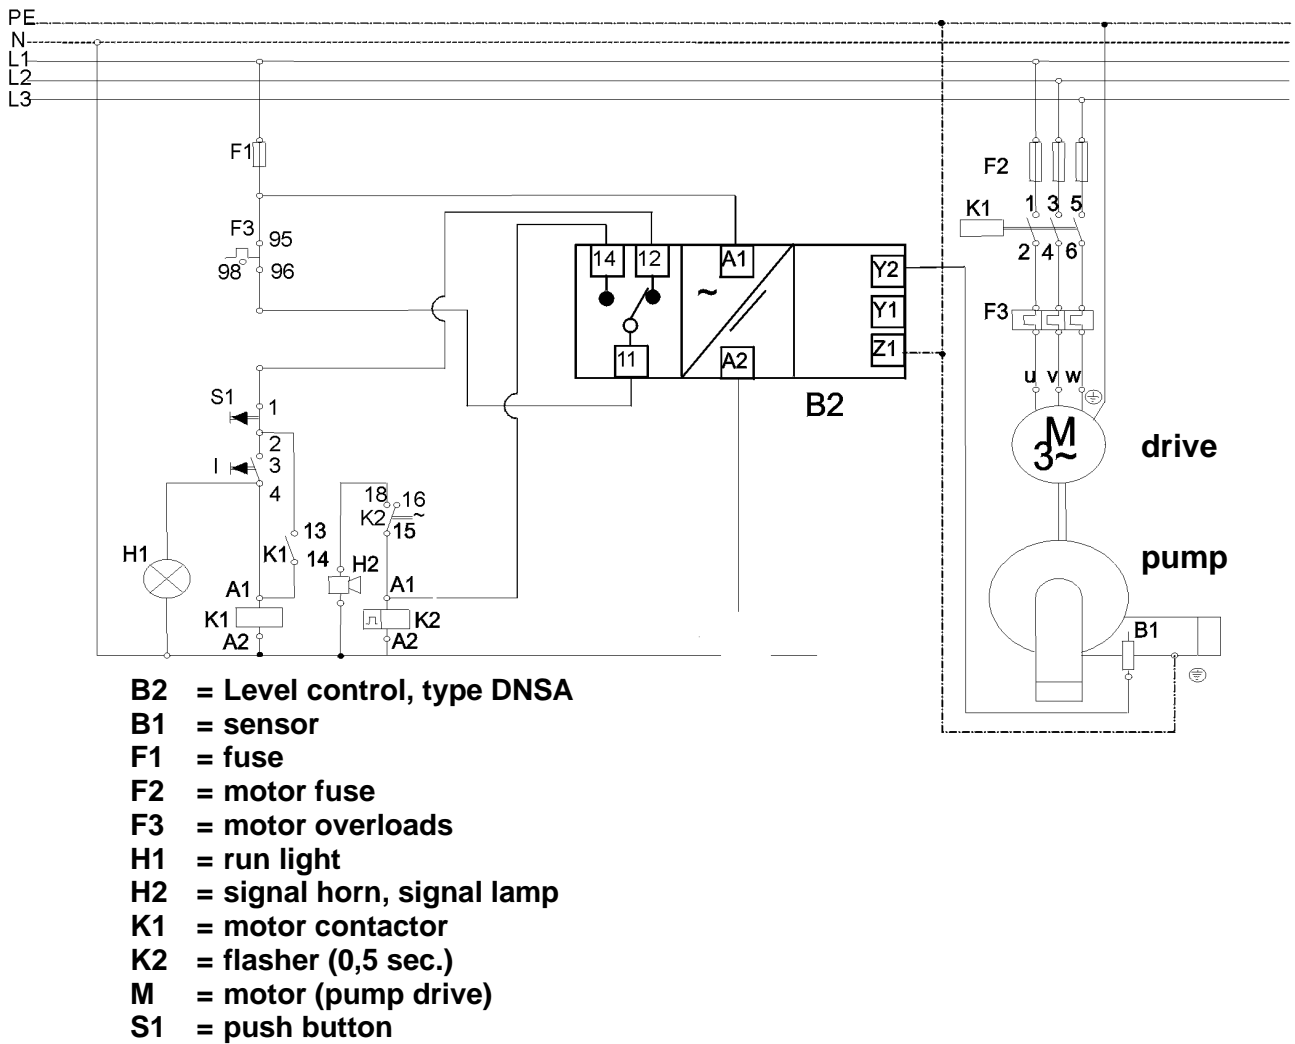 PE
N
L1
L2
L3
F1
F3 95
98 96
S1 1
2
I 3
4
13
K1 14
H1
A1
K1
A2
18 16
K2 ~
15
H2
A1
K2
A2
14 12 A1 Y2
~ Y1
Z1
11 A2
B2
F2
K1 1 3 5
2 4 6
F3
u v w
M
3~
drive
pump
B1
B2 = Level control, type DNSA
B1 = sensor
F1 = fuse
F2 = motor fuse
F3 = motor overloads
H1 = run light
H2 = signal horn, signal lamp
K1 = motor contactor
K2 = flasher (0,5 sec.)
M = motor (pump drive)
S1 = push button